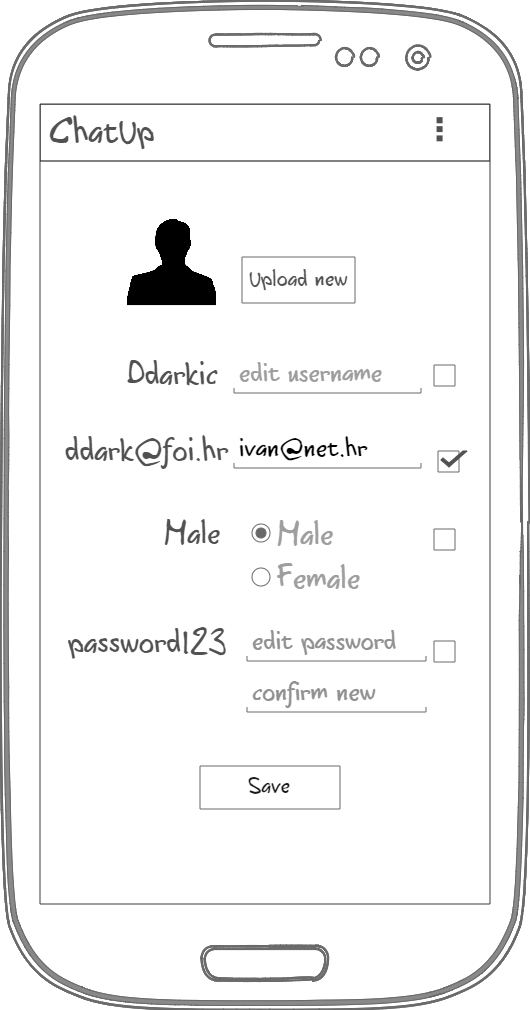 ChatUp
Upload new
Ddarkic edit username
ddark@foi.hr ivan@net.hr
Male Male
Female
password123 edit password
confirm new
Save